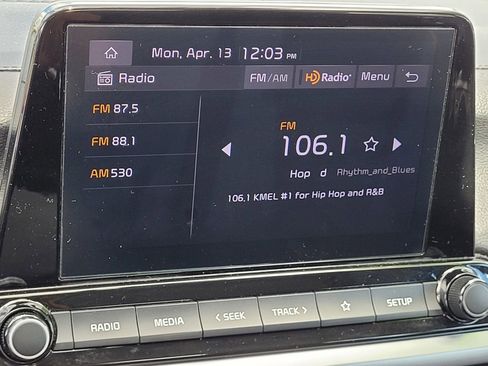 Mon, Apr. 13 12:03 PM
Radio FM/AM HD Radio Menu
FM 87.5
FM 88.1
AM 530
FM
106.1
Hop d Rhythm_and_Blues
106.1 KMEL #1 for Hip Hop and R&B
RADIO MEDIA < SEEK TRACK > SETUP